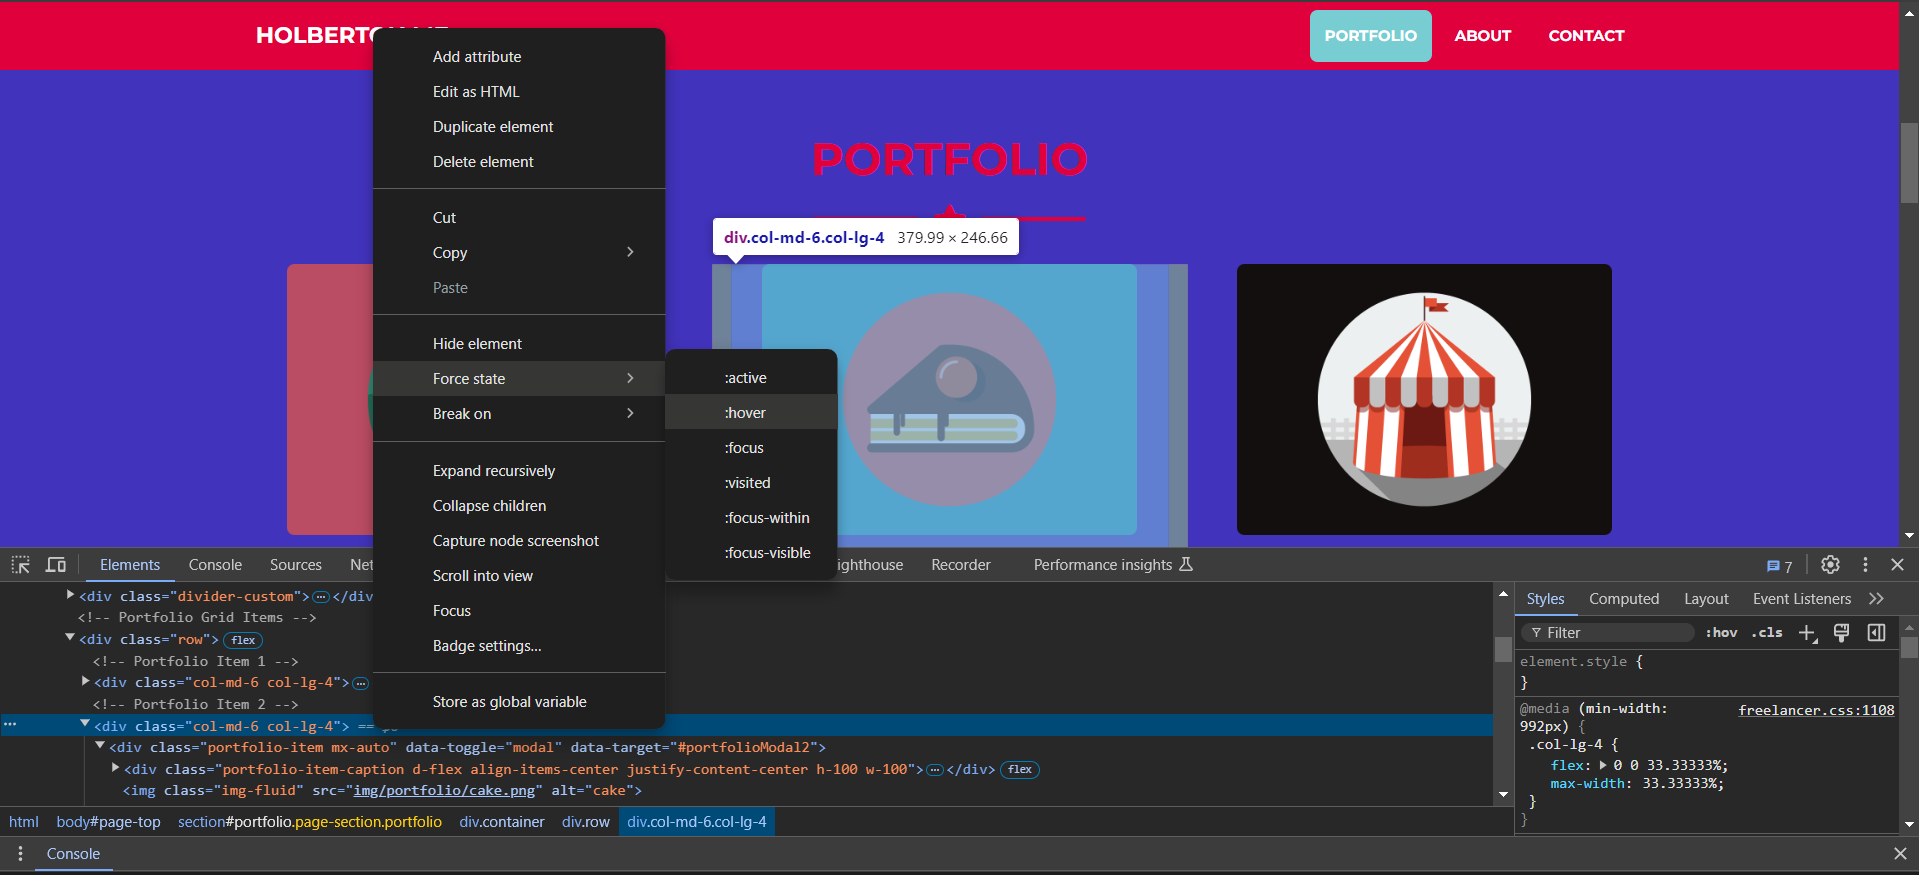 HOLBERTO
PORTFOLIO
ABOUT
CONTACT
PORTFOLIO
div.col-md-6.col-lg-4 379.99 × 246.66
Add attribute
Edit as HTML
Duplicate element
Delete element
Cut
Copy
Paste
Hide element
Force state
Break on
Expand recursively
Collapse children
Capture node screenshot
Scroll into view
Focus
Badge settings...
Store as global variable
:active
:hover
:focus
:visited
:focus-within
:focus-visible
Elements Console Sources Net ighthouse Recorder Performance insights 7
<div class="divider-custom"> ⋯ </div
<!-- Portfolio Grid Items -->
<div class="row"> flex
<!-- Portfolio Item 1 -->
<div class="col-md-6 col-lg-4"> ⋯
<!-- Portfolio Item 2 -->
<div class="col-md-6 col-lg-4"> ==
<div class="portfolio-item mx-auto" data-toggle="modal" data-target="#portfolioModal2">
<div class="portfolio-item-caption d-flex align-items-center justify-content-center h-100 w-100"> ⋯ </div> flex
<img class="img-fluid" src="img/portfolio/cake.png" alt="cake">
html body#page-top section#portfolio.page-section.portfolio div.container div.row div.col-md-6.col-lg-4
Styles Computed Layout Event Listeners
Filter :hov .cls
element.style {
}
@media (min-width: freelancer.css:1108
992px) {
.col-lg-4 {
flex: 0 0 33.33333%;
max-width: 33.33333%;
}
}
Console